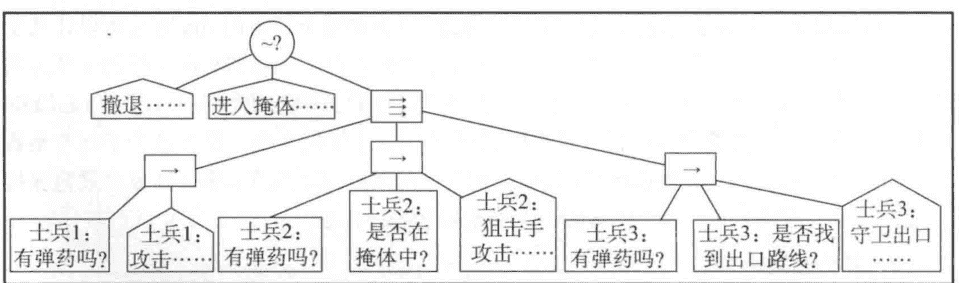 ~?
撤退……
进入掩体……
→
→
→
→
→
→
士兵1：
有弹药吗？
士兵1：
攻击……
士兵2：
有弹药吗？
士兵2：
是否在
掩体中？
士兵2：
狙击手
攻击……
士兵3：
有弹药吗？
士兵3：是否找
到出口路线？
士兵3：
守卫出口
……